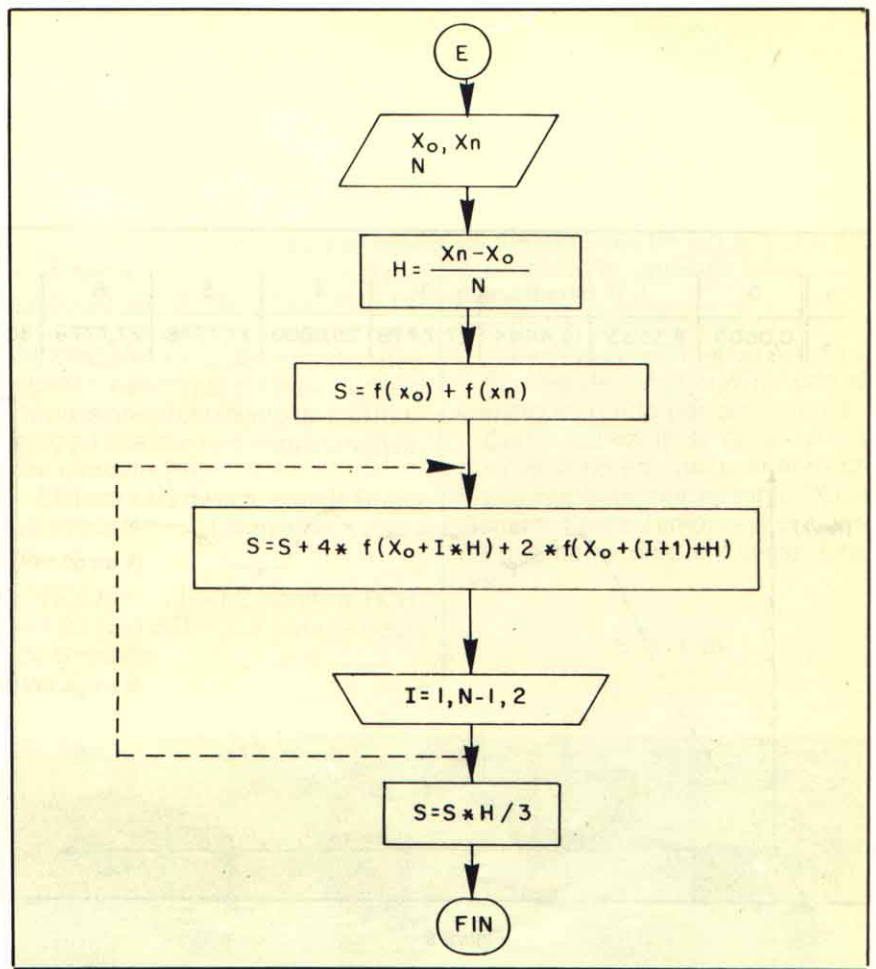 E
Xo, Xn
N
H = Xn-Xo / N
S = f(xo) + f(xn)
S=S+4* f(Xo+I*H)+2*f(Xo+(I+1)+H)
I=1, N-1, 2
S=S*H/3
FIN